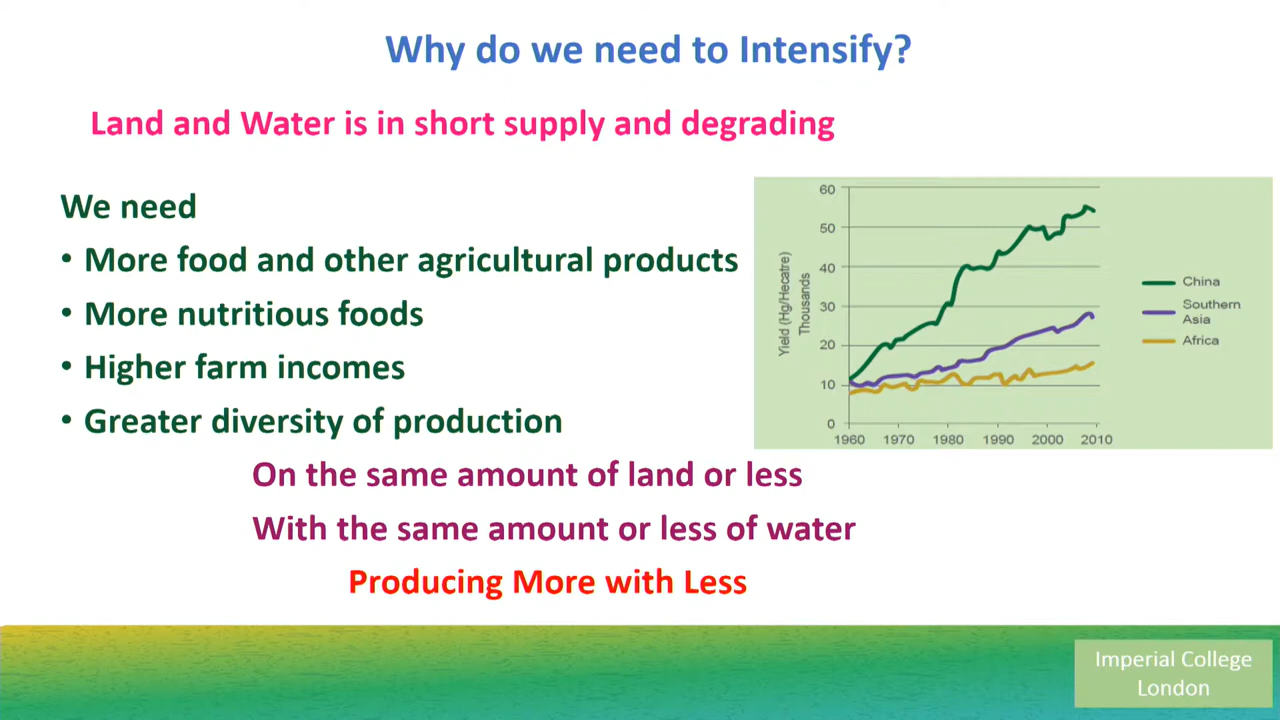 Why do we need to Intensify?
Land and Water is in short supply and degrading
We need
• More food and other agricultural products
• More nutritious foods
• Higher farm incomes
• Greater diversity of production
On the same amount of land or less
With the same amount or less of water
Producing More with Less
Yield (Hg/Hecatre)
Thousands
60
50
40
30
20
10
0
1960 1970 1980 1990 2000 2010
China
Southern
Asia
Africa
Imperial College
London